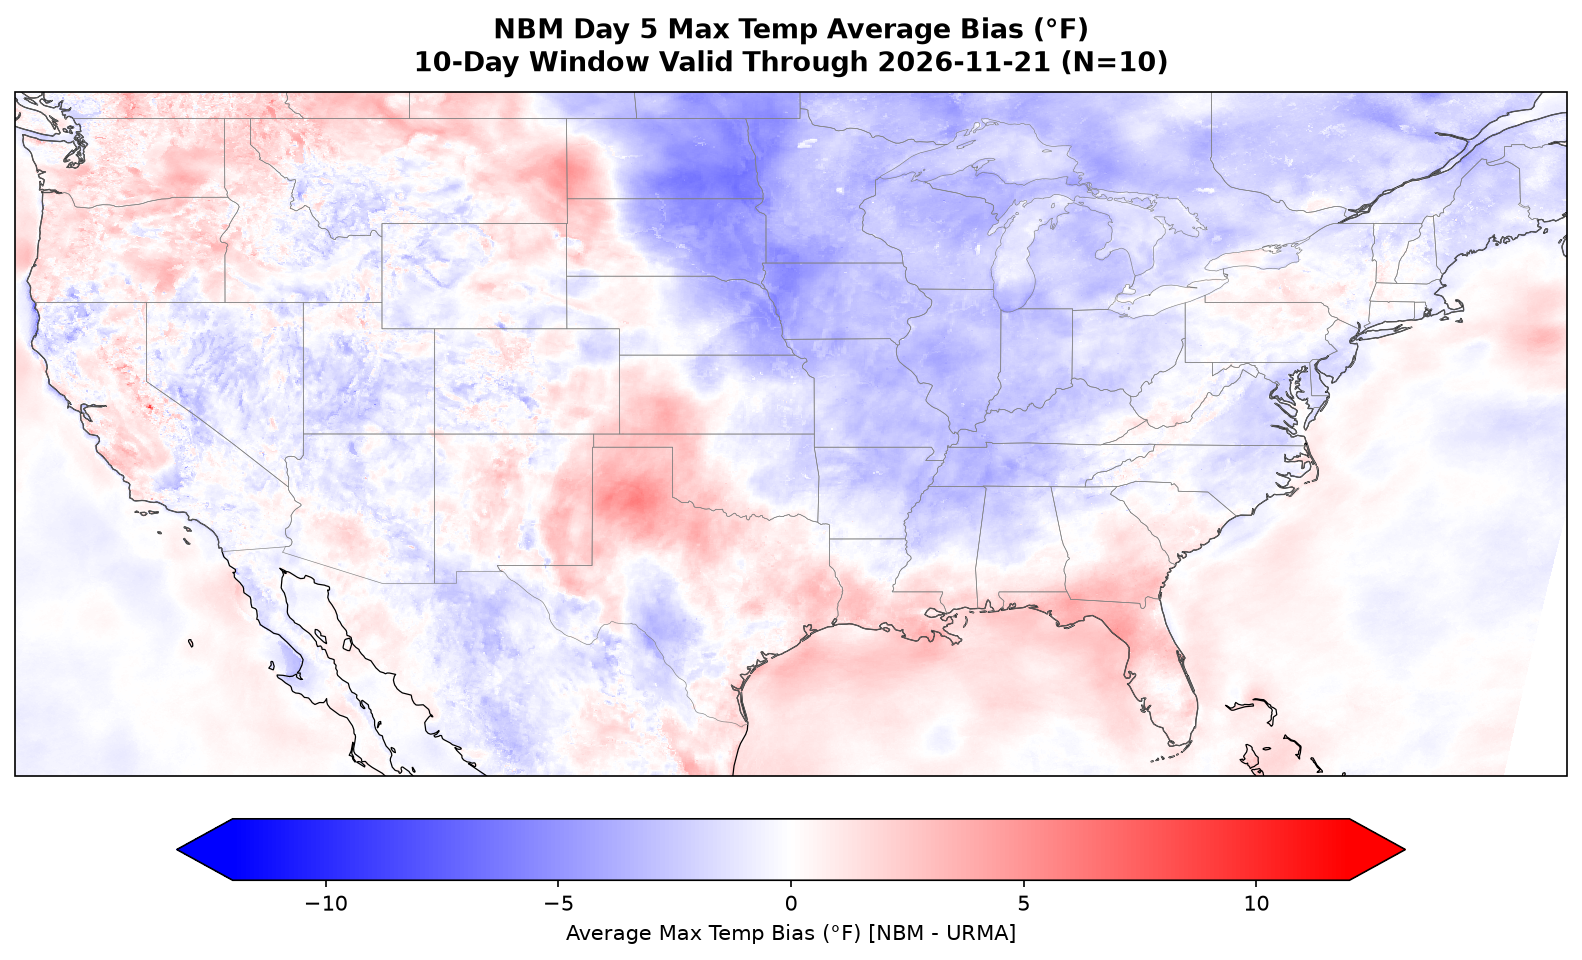 NBM Day 5 Max Temp Average Bias (°F)
10-Day Window Valid Through 2026-11-21 (N=10)
−10 −5 0 5 10
Average Max Temp Bias (°F) [NBM - URMA]